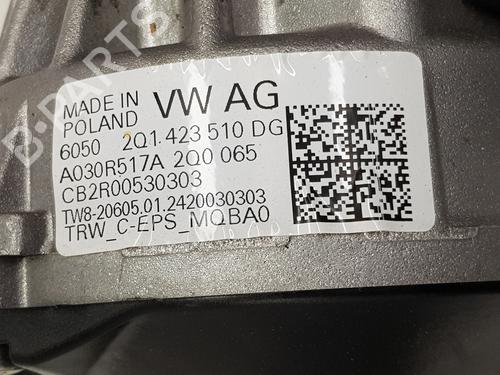 MADE IN
POLAND VW AG
6050 2Q1 423 510 DG
A030R517A 2Q0 065
CB2R00530303
TW8-20605.01.2420030303
TRW_C-EPS_MQBA0
B-PARTS